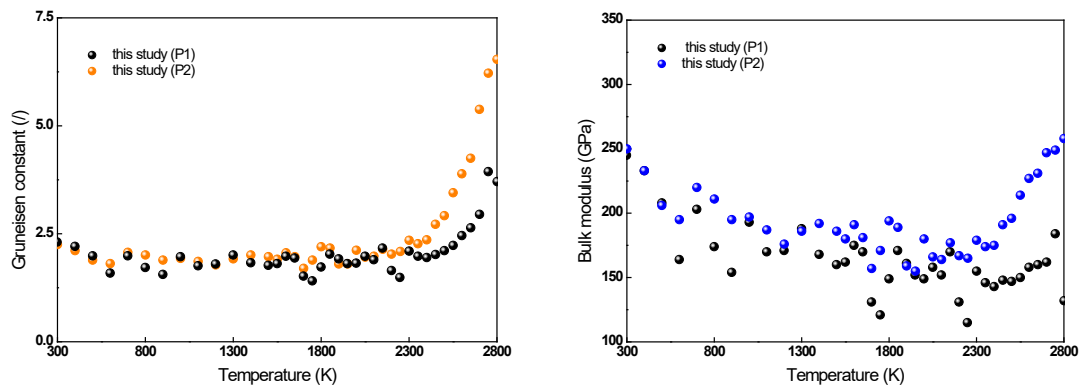 7.5
this study (P1)
this study (P2)
5.0
Gruneisen constant (/)
2.5
0.0
300 800 1300 1800 2300 2800
Temperature (K)
350
this study (P1)
this study (P2)
300
250
Bulk modulus (GPa)
200
150
100
300 800 1300 1800 2300 2800
Temperature (K)